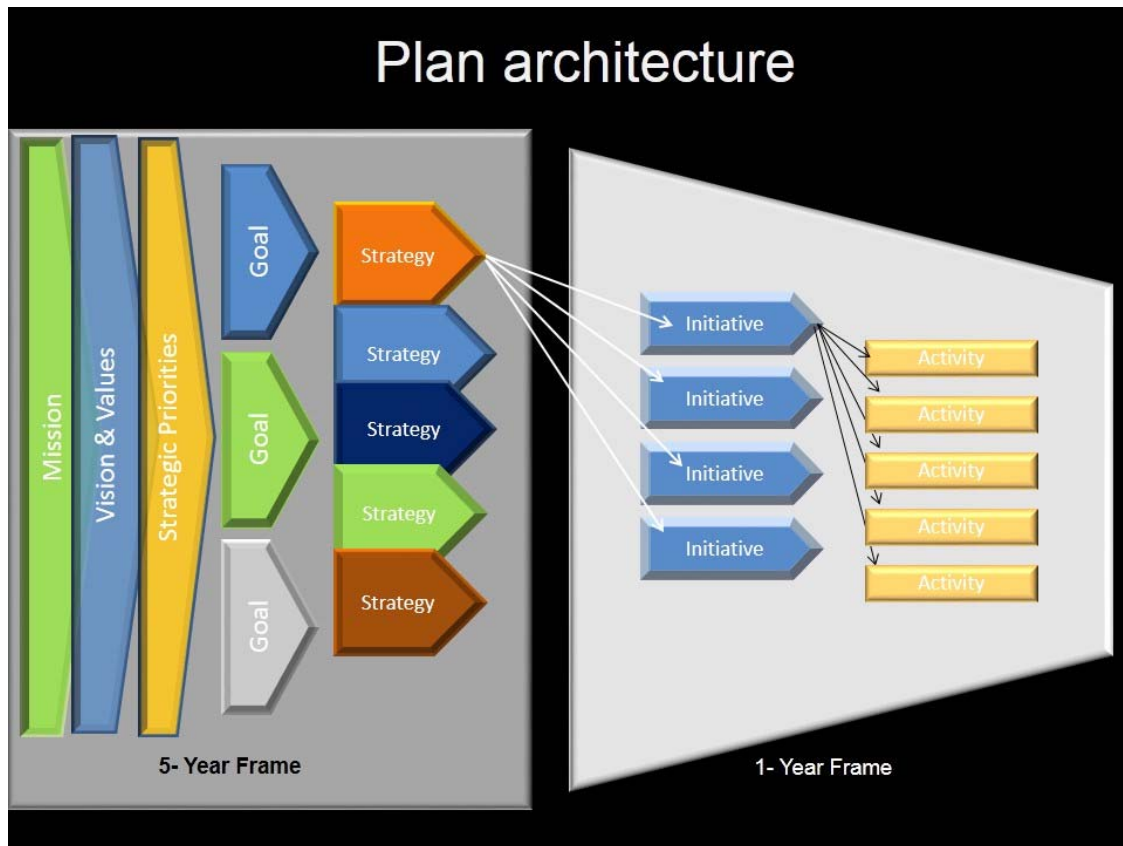 Plan architecture
Mission
Vision & Values
Strategic Priorities
Goal
Goal
Goal
Strategy
Strategy
Strategy
Strategy
Strategy
5- Year Frame
Initiative
Initiative
Initiative
Initiative
Activity
Activity
Activity
Activity
Activity
1- Year Frame